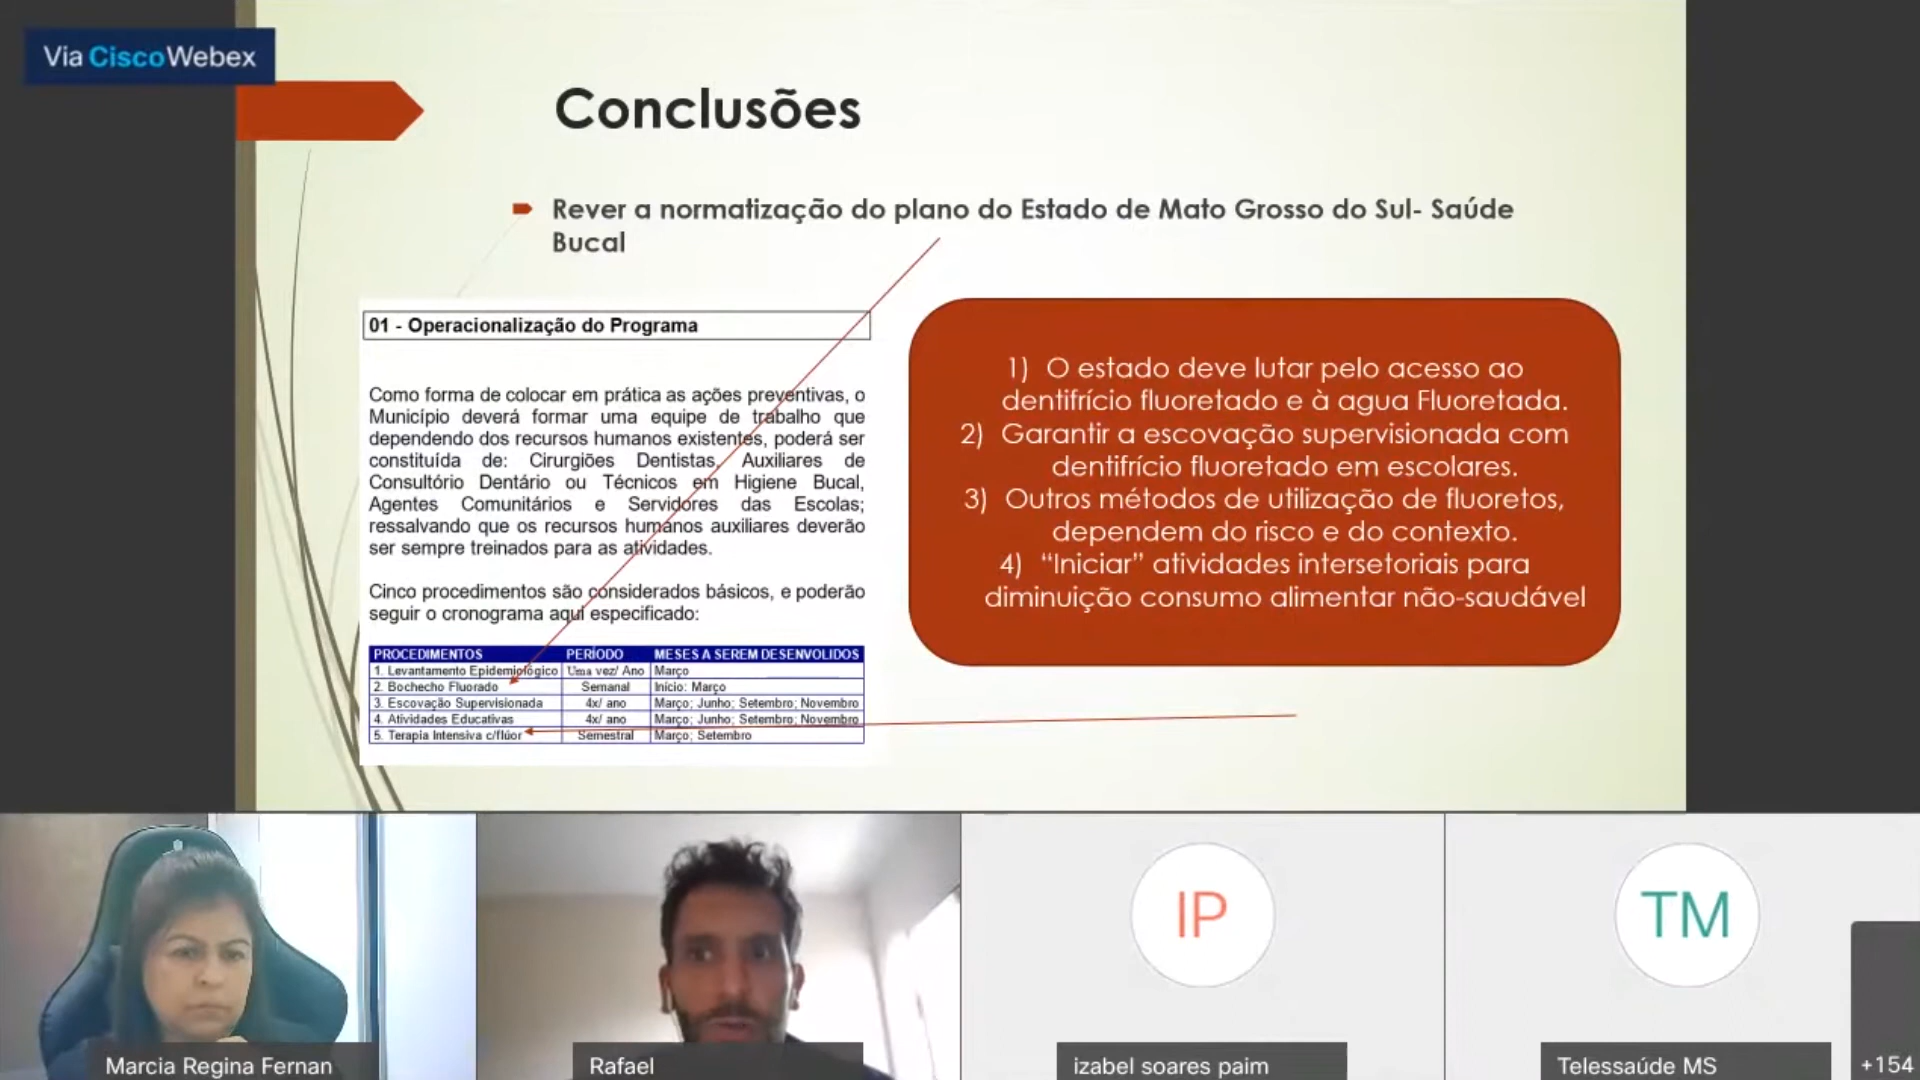 Via CiscoWebex
Conclusões
Rever a normatização do plano do Estado de Mato Grosso do Sul- Saúde
Bucal
01 - Operacionalização do Programa
Como forma de colocar em prática as ações preventivas, o
Município deverá formar uma equipe de trabalho que
dependendo dos recursos humanos existentes, poderá ser
constituída de: Cirurgiões Dentistas, Auxiliares de
Consultório Dentário ou Técnicos em Higiene Bucal,
Agentes Comunitários e Servidores das Escolas;
ressalvando que os recursos humanos auxiliares deverão
ser sempre treinados para as atividades.
Cinco procedimentos são considerados básicos, e poderão
seguir o cronograma aqui especificado:
PROCEDIMENTOS PERÍODO MESES A SEREM DESENVOLIDOS
1. Levantamento Epidemiológico Uma vez/ Ano Março
2. Bochecho Fluorado Semanal Início: Março
3. Escovação Supervisionada 4x/ ano Março; Junho; Setembro; Novembro
4. Atividades Educativas 4x/ ano Março; Junho; Setembro; Novembro
5. Terapia Intensiva c/flúor Semestral Março; Setembro
1) O estado deve lutar pelo acesso ao
dentifrício fluoretado e à agua Fluoretada.
2) Garantir a escovação supervisionada com
dentifrício fluoretado em escolares.
3) Outros métodos de utilização de fluoretos,
dependem do risco e do contexto.
4) “Iniciar” atividades intersetoriais para
diminuição consumo alimentar não-saudável
IP
TM
Marcia Regina Fernan
Rafael
izabel soares paim
Telessaúde MS
+154